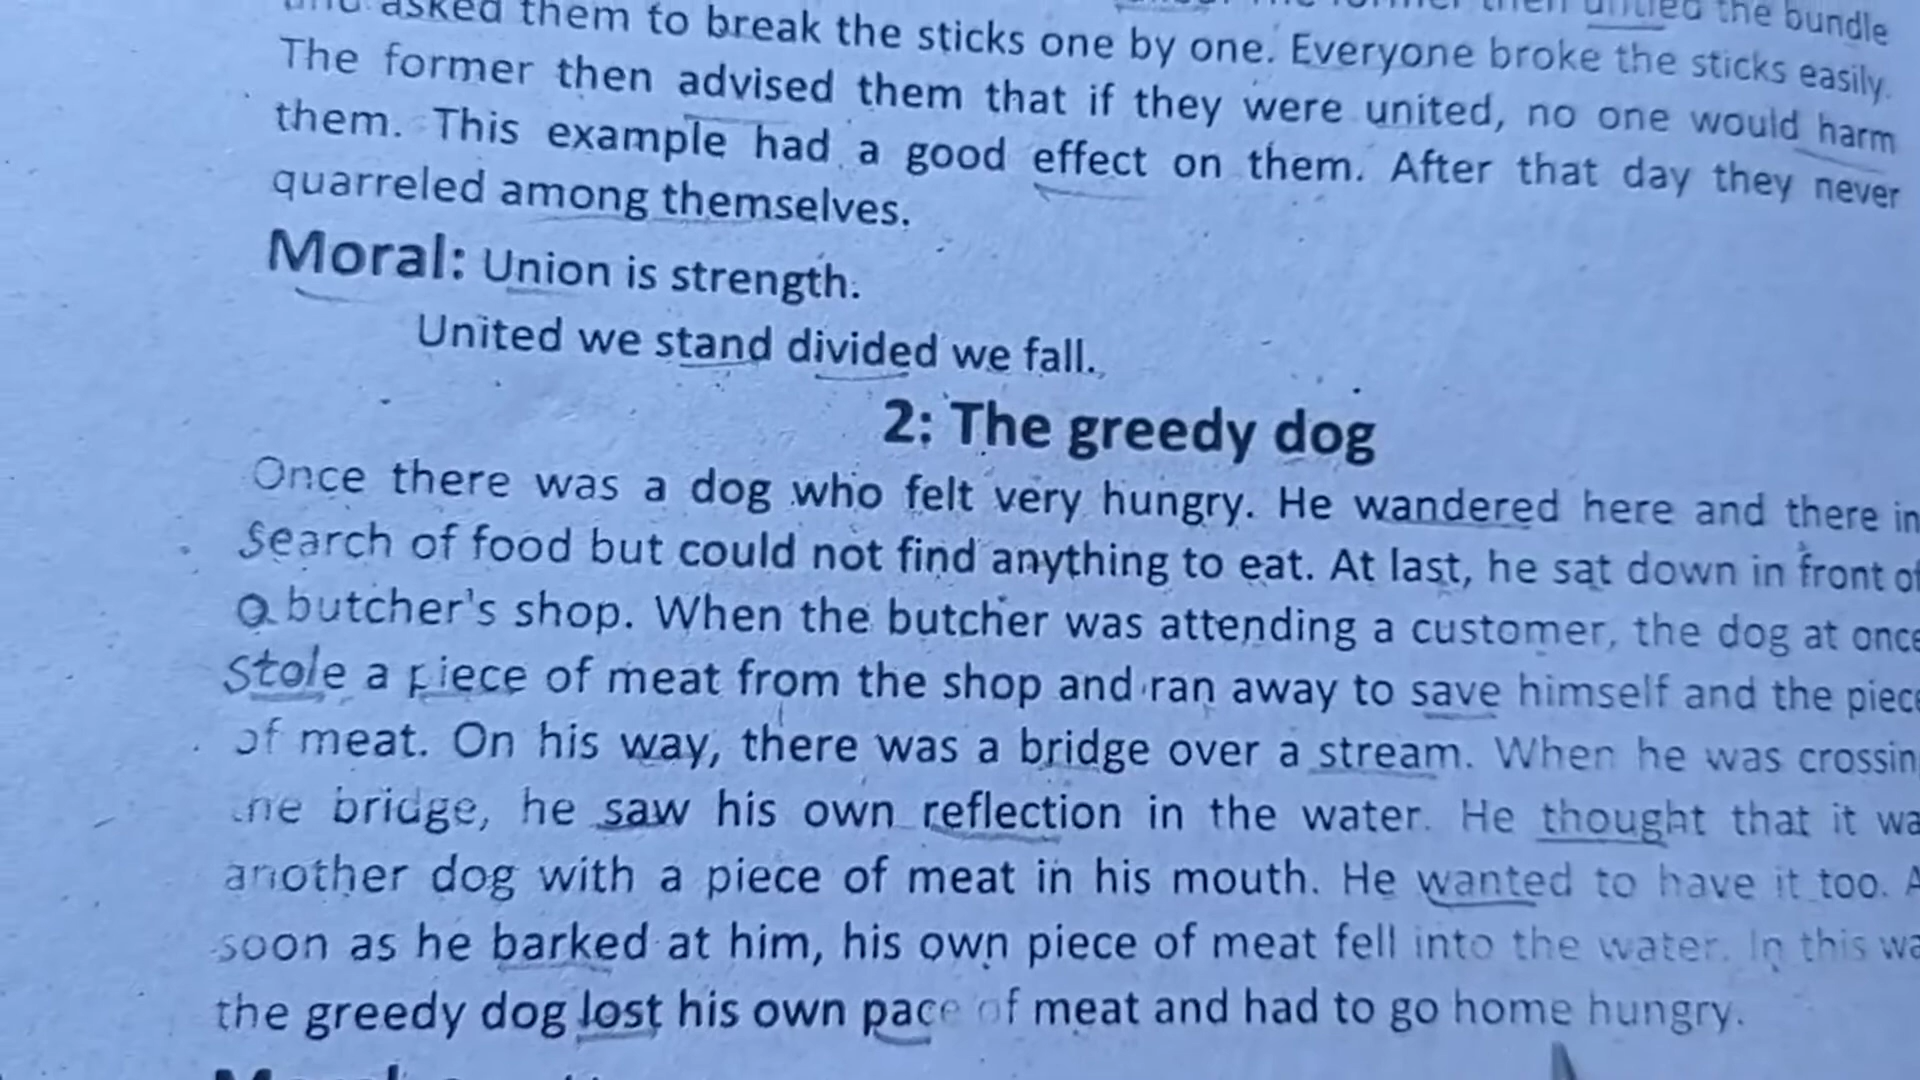 asked them to break the sticks one by one. Everyone broke the sticks easily.
the bundle
The former then advised them that if they were united, no one would harm
them. This example had a good effect on them. After that day they never
quarreled among themselves.
Moral: Union is strength.
United we stand divided we fall.
2: The greedy dog
Once there was a dog who felt very hungry. He wandered here and there in
Search of food but could not find anything to eat. At last, he sat down in front of
a butcher's shop. When the butcher was attending a customer, the dog at once
Stole a piece of meat from the shop and ran away to save himself and the piece
of meat. On his way, there was a bridge over a stream. When he was crossin
the bridge, he saw his own reflection in the water. He thought that it wa
another dog with a piece of meat in his mouth. He wanted to have it too. A
soon as he barked at him, his own piece of meat fell into the water. In this wa
the greedy dog lost his own pace of meat and had to go home hungry.